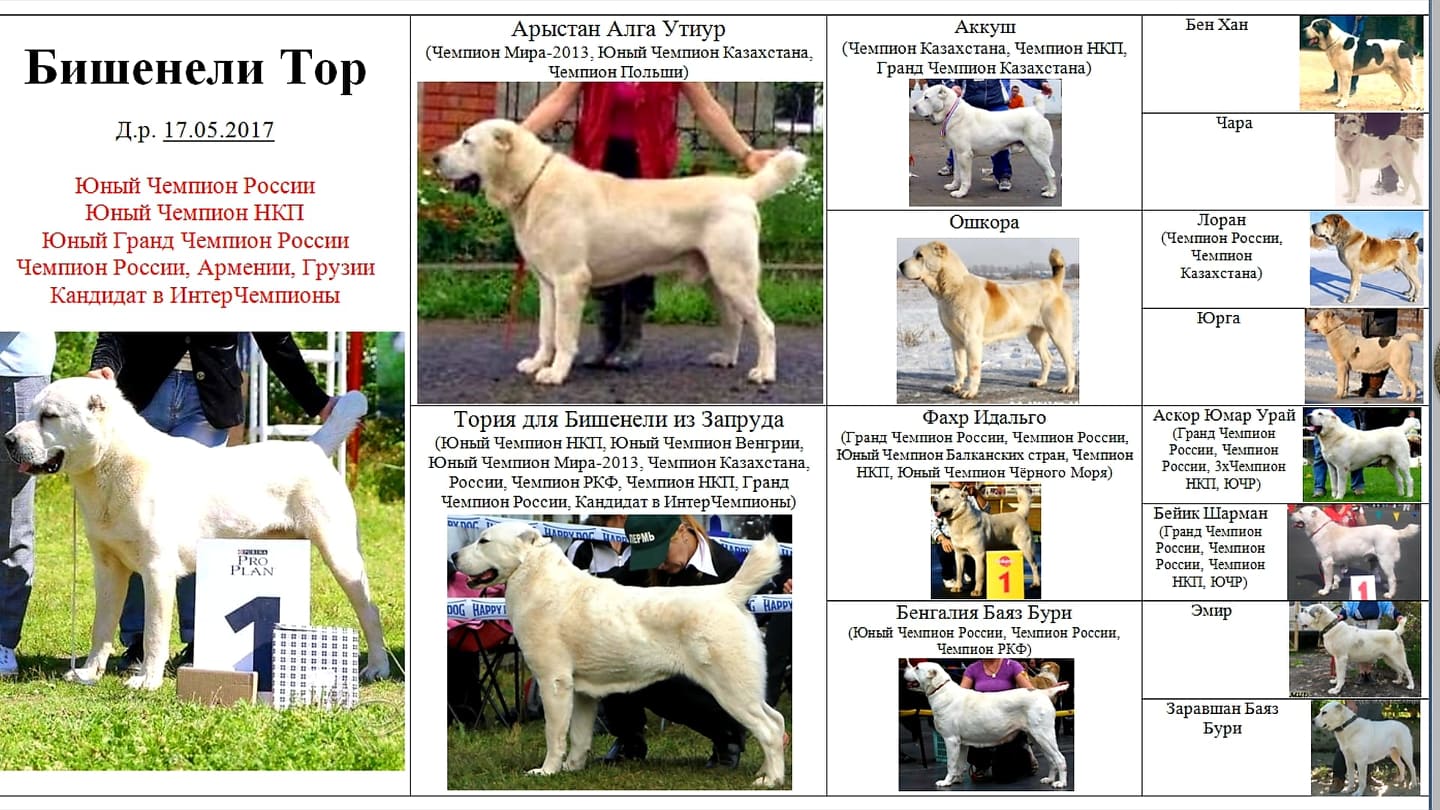 Бишенели Тор
Д.р. 17.05.2017
Юный Чемпион России
Юный Чемпион НКП
Юный Гранд Чемпион России
Чемпион России, Армении, Грузии
Кандидат в ИнтерЧемпионы
PURINA
PRO
PLAN
1
Арыстан Алга Утиур
(Чемпион Мира-2013, Юный Чемпион Казахстана,
Чемпион Польши)
Тория для Бишенели из Запруда
(Юный Чемпион НКП, Юный Чемпион Венгрии,
Юный Чемпион Мира-2013, Чемпион Казахстана,
России, Чемпион РКФ, Чемпион НКП, Гранд
Чемпион России, Кандидат в ИнтерЧемпионы)
HAPPY DOG
ПЕРМЬ
HAPPY
DOG HAPPY
HAPPY
Аккуш
(Чемпион Казахстана, Чемпион НКП,
Гранд Чемпион Казахстана)
Ошкора
Фахр Идальго
(Гранд Чемпион России, Чемпион России,
Юный Чемпион Балканских стран, Чемпион
НКП, Юный Чемпион Чёрного Моря)
1
Бенгалия Баяз Бури
(Юный Чемпион России, Чемпион России,
Чемпион РКФ)
Бен Хан
Чара
Лоран
(Чемпион России,
Чемпион
Казахстана)
Юрга
Аскор Юмар Урай
(Гранд Чемпион
России, Чемпион
России, 3хЧемпион
НКП, ЮЧР)
Бейик Шарман
(Гранд Чемпион
России, Чемпион
России, Чемпион
НКП, ЮЧР)
1
Эмир
Заравшан Баяз
Бури